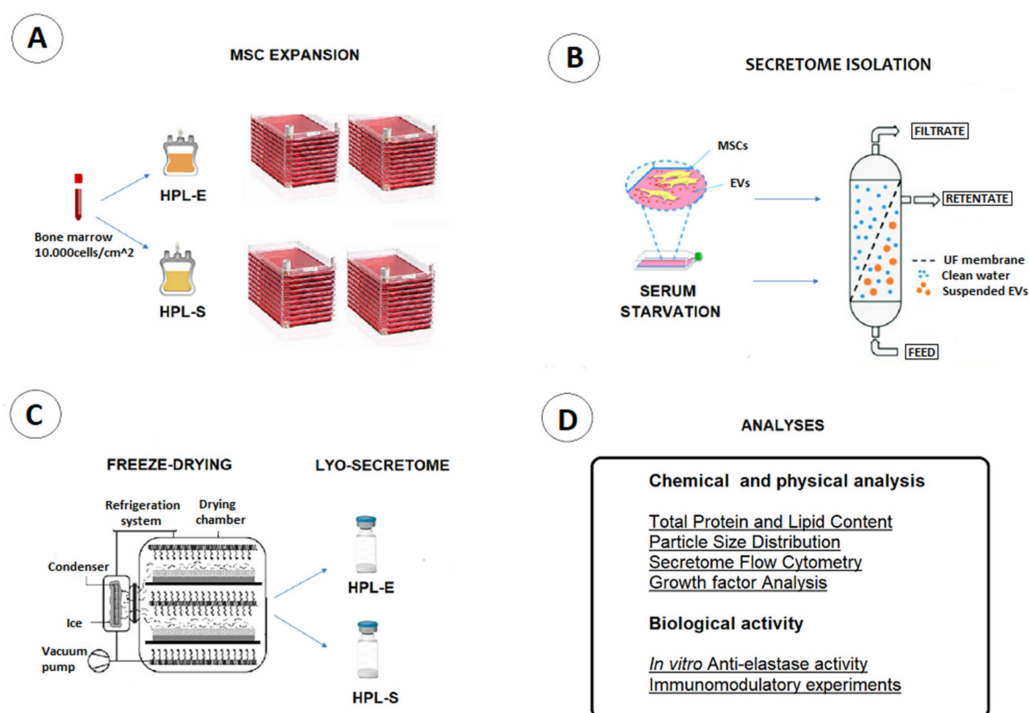 A
MSC EXPANSION
HPL-E
Bone marrow
10.000cells/cm^2
HPL-S
B
SECRETOME ISOLATION
FILTRATE
MSCs
EVs
RETENTATE
UF membrane
Clean water
Suspended EVs
SERUM
STARVATION
FEED
C
FREEZE-DRYING
LYO-SECRETOME
Refrigeration
system
Drying
chamber
Condenser
Ice
Vacuum
pump
HPL-E
HPL-S
D
ANALYSES
Chemical and physical analysis
Total Protein and Lipid Content
Particle Size Distribution
Secretome Flow Cytometry
Growth factor Analysis
Biological activity
In vitro Anti-elastase activity
Immunomodulatory experiments